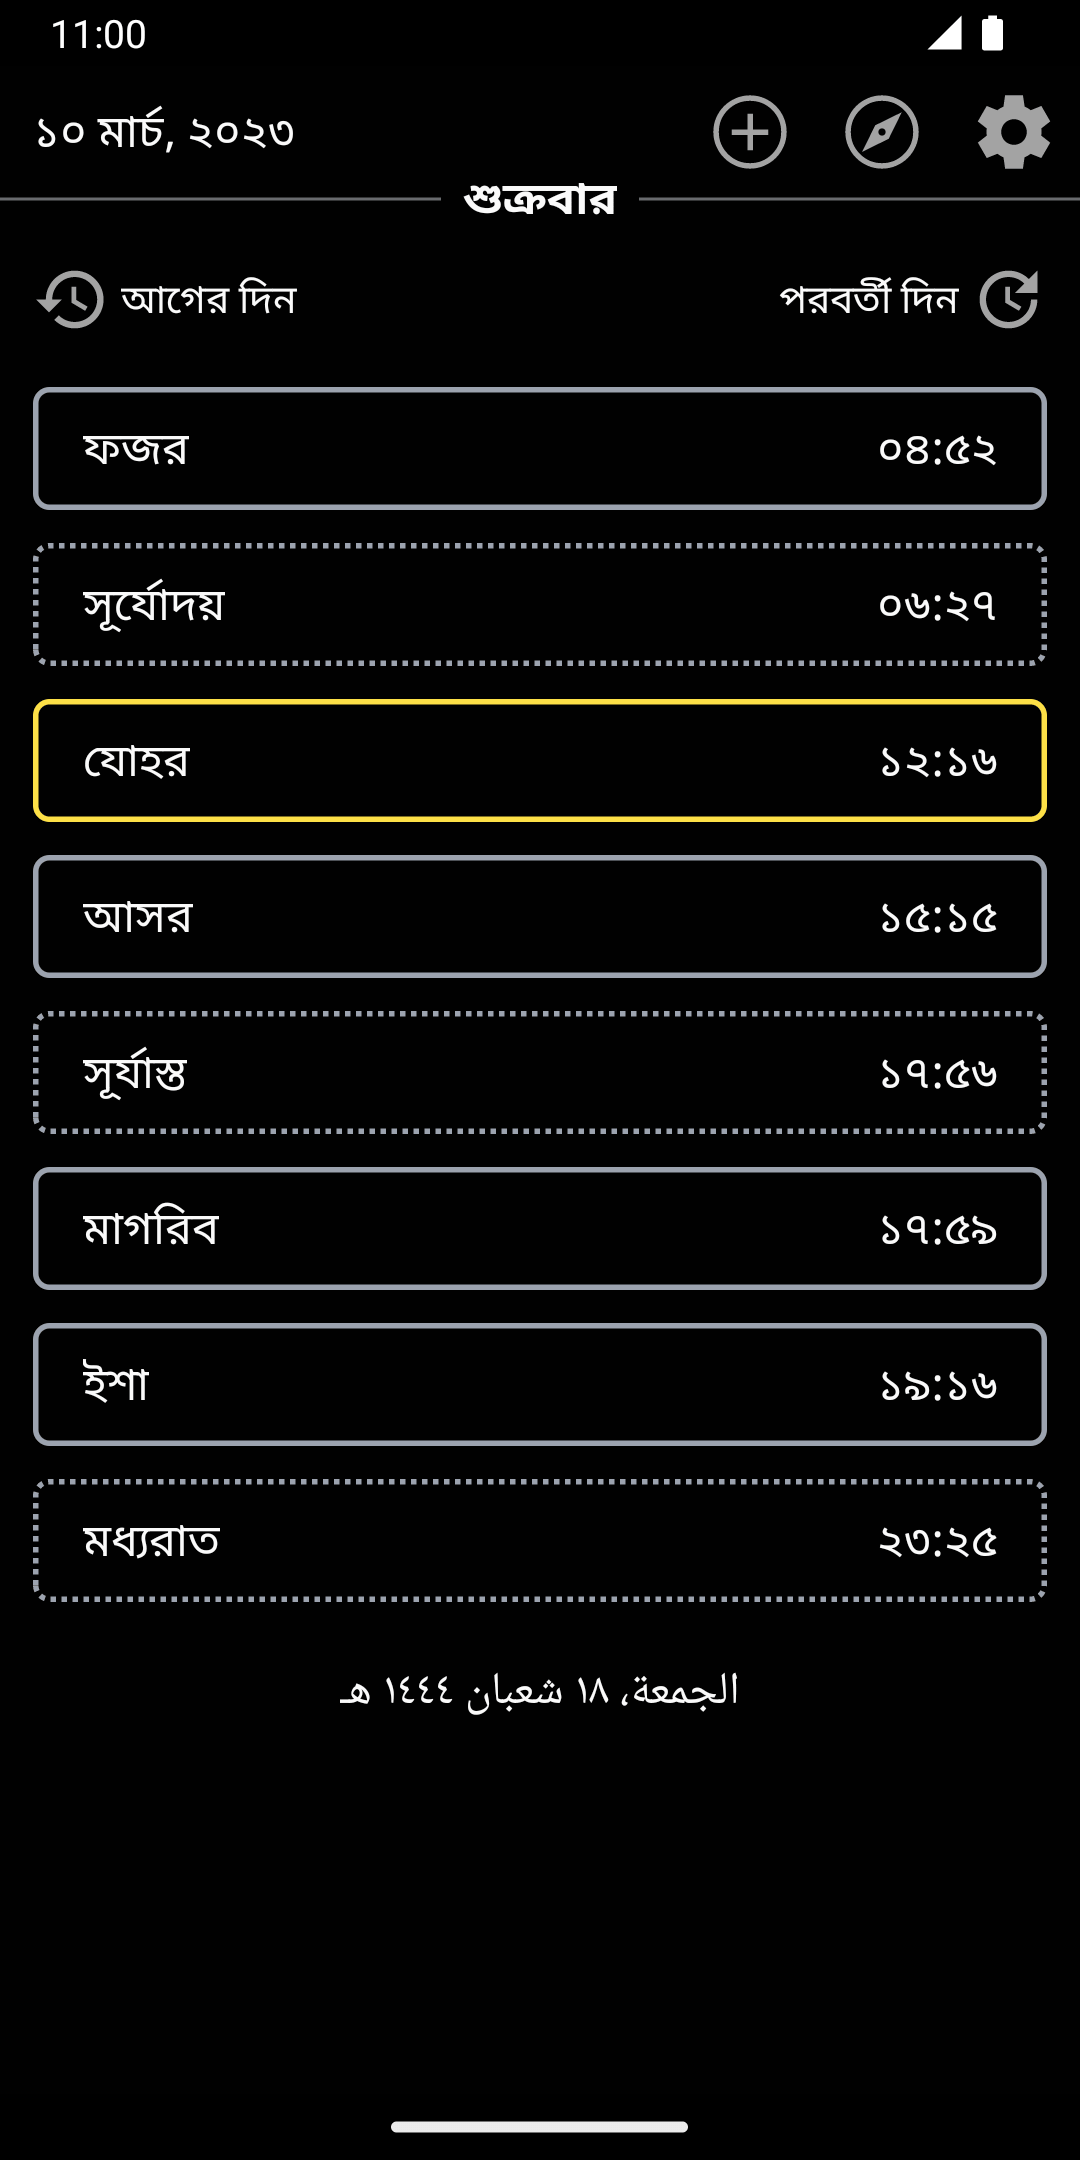 11:00
১০ মার্চ, ২০২৩
শুক্রবার
আগের দিন
পরবর্তী দিন
ফজর ০৪:৫২
সূর্যোদয় ০৬:২৭
যোহর ১২:১৬
আসর ১৫:১৫
সূর্যাস্ত ১৭:৫৬
মাগরিব ১৭:৫৯
ইশা ১৯:১৬
মধ্যরাত ২৩:২৫
الجمعة، ١٨ شعبان ١٤٤٤ هـ